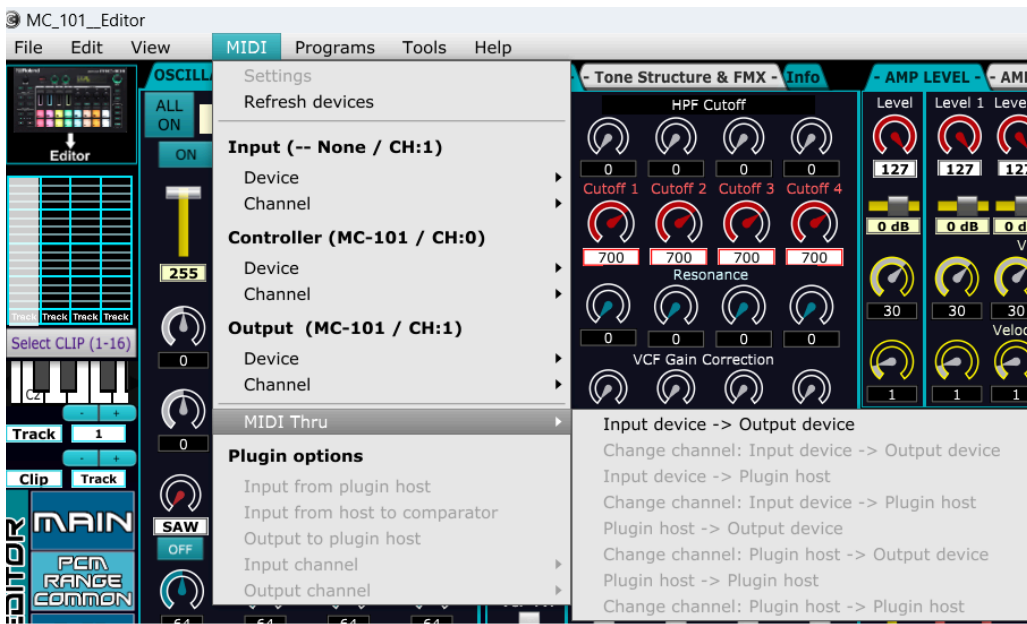 MC_101__Editor
File Edit View MIDI Programs Tools Help
Settings
Refresh devices
Input (-- None / CH:1)
Device
Channel
Controller (MC-101 / CH:0)
Device
Channel
Output (MC-101 / CH:1)
Device
Channel
MIDI Thru
Plugin options
Input from plugin host
Input from host to comparator
Output to plugin host
Input channel
Output channel
Input device -> Output device
Change channel: Input device -> Output device
Input device -> Plugin host
Change channel: Input device -> Plugin host
Plugin host -> Output device
Change channel: Plugin host -> Output device
Plugin host -> Plugin host
Change channel: Plugin host -> Plugin host
Editor
Track Track Track Track
Select CLIP (1-16)
C2
- +
Track 1
- +
Clip Track
EDITOR
MAIN
PCM
RANGE
COMMON
ALL
ON
ON
255
0
0
SAW
OFF
64 64 64 64
- Tone Structure & FMX - Info
HPF Cutoff
0 0 0 0
Cutoff 1 Cutoff 2 Cutoff 3 Cutoff 4
700 700 700 700
Resonance
0 0 0 0
VCF Gain Correction
- AMP LEVEL -
Level Level 1
127 127
0 dB 0 dB
30 30 30
1 1 1